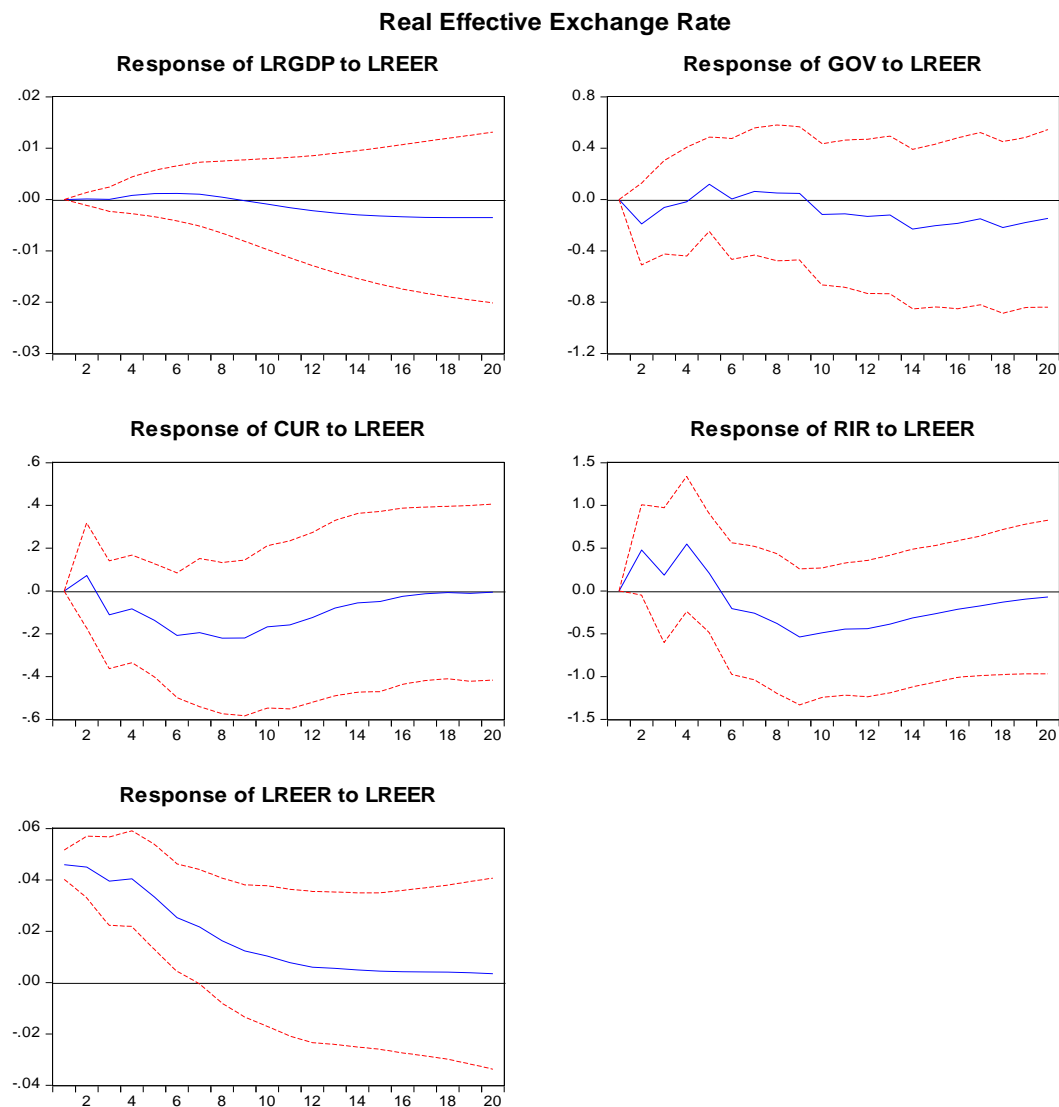 Real Effective Exchange Rate
Response of LRGDP to LREER
.02
.01
.00
-.01
-.02
-.03
2 4 6 8 10 12 14 16 18 20
Response of GOV to LREER
0.8
0.4
0.0
-0.4
-0.8
-1.2
2 4 6 8 10 12 14 16 18 20
Response of CUR to LREER
.6
.4
.2
.0
-.2
-.4
-.6
2 4 6 8 10 12 14 16 18 20
Response of RIR to LREER
1.5
1.0
0.5
0.0
-0.5
-1.0
-1.5
2 4 6 8 10 12 14 16 18 20
Response of LREER to LREER
.06
.04
.02
.00
-.02
-.04
2 4 6 8 10 12 14 16 18 20